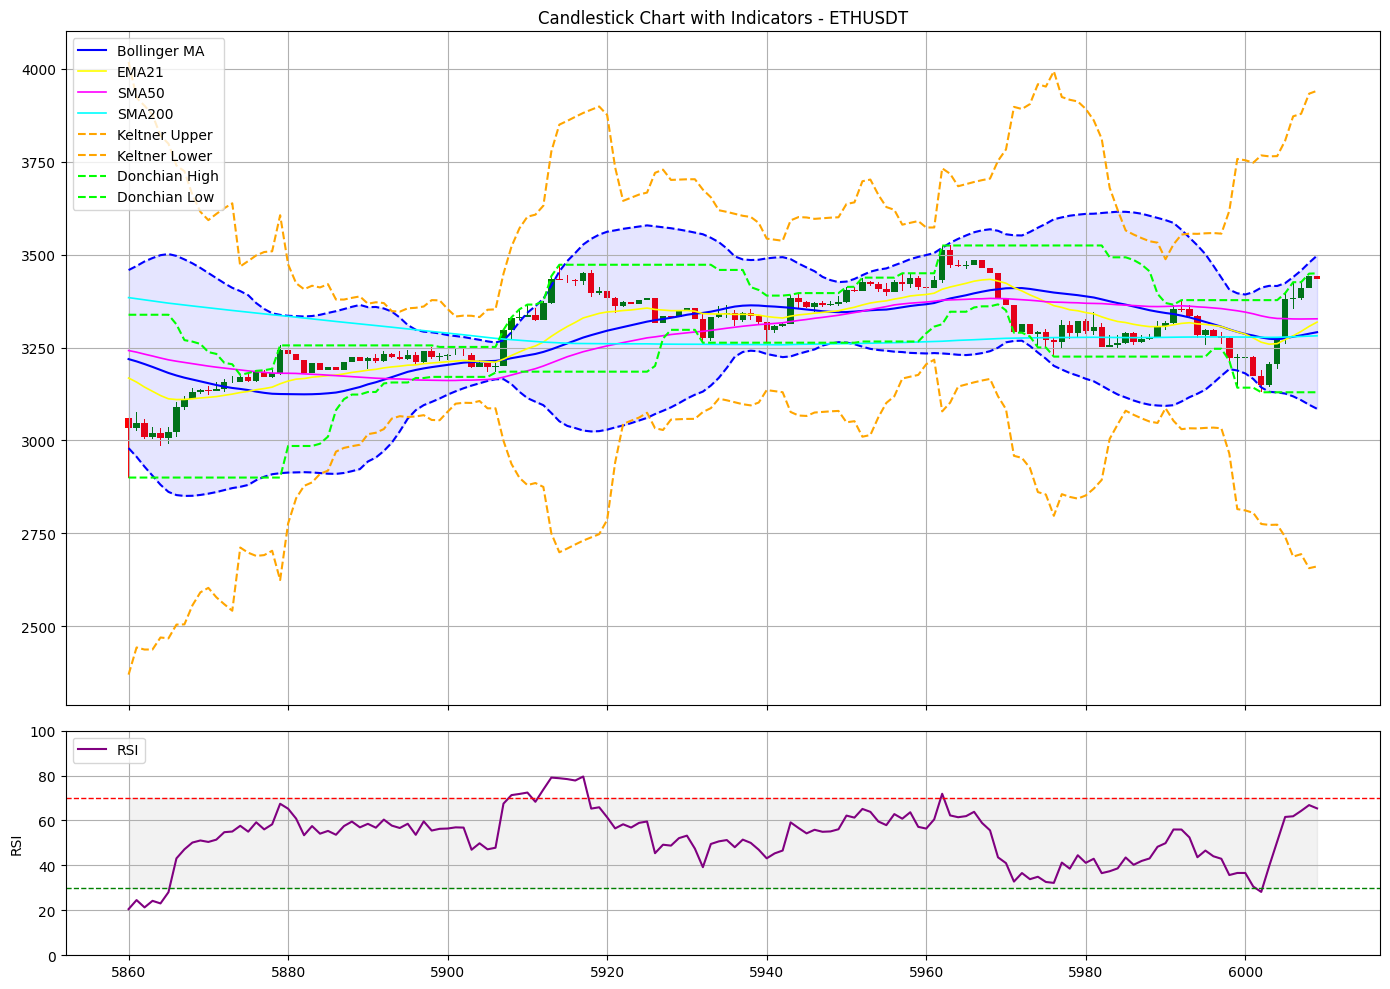 Candlestick Chart with Indicators - ETHUSDT
Bollinger MA
EMA21
SMA50
SMA200
Keltner Upper
Keltner Lower
Donchian High
Donchian Low
4000
3750
3500
3250
3000
2750
2500
RSI
100
80
60
40
20
0
RSI
5860 5880 5900 5920 5940 5960 5980 6000